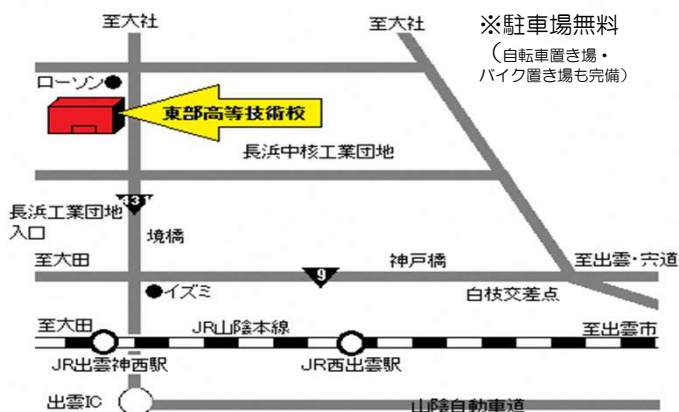 至大社
至大社
※駐車場無料
（自転車置き場・
バイク置き場も完備）
ローソン
東部高等技術校
長浜中核工業団地
431
長浜工業団地
入口
境橋
至大田
9
神戸橋
至出雲・宍道
イズミ
白枝交差点
至大田
JR山陰本線
至出雲市
JR出雲神西駅
JR西出雲駅
出雲IC
山陰自動車道